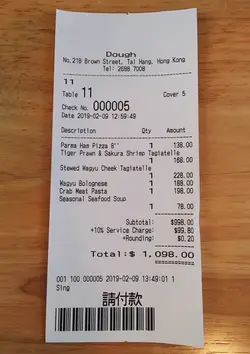 Dough
No.21B Brown Street, Tai Hang, Hong Kong
Tel: 2688 7008
11
Table 11 Cover 5
Check No. 000005
Date 2019-02-09 12:59:49
Description Qty Amount
Parma Ham Pizza 8'' 1 138.00
Tiger Prawn & Sakura Shrimp Tagliatelle
1 168.00
Stewed Wagyu Cheek Tagliatelle
1 228.00
Wagyu Bolognese 1 188.00
Crab Meat Pasta 1 198.00
Seasonal Seafood Soup
1 78.00
Subtotal: $998.00
+10% Service Charge: $99.80
+Rounding: $0.20
Total:$ 1,098.00
001 100 000005 2019-02-09 13:49:01 1
Sing
請付款